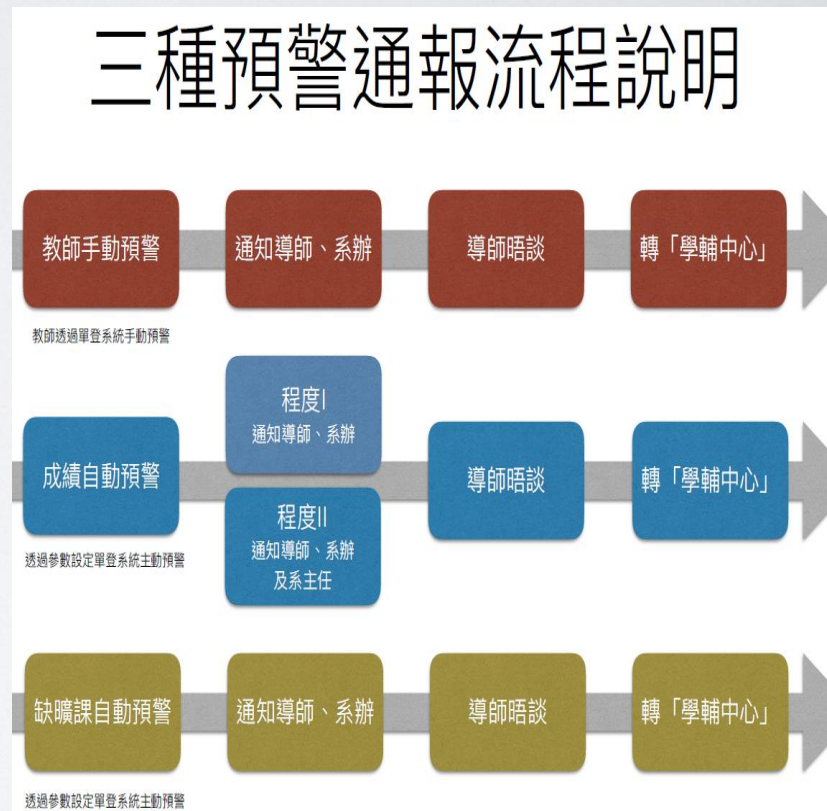 三種預警通報流程說明
教師手動預警
通知導師、系辦
導師晤談
轉「學輔中心」
教師透過單登系統手動預警
成績自動預警
程度I
通知導師、系辦
程度II
通知導師、系辦
及系主任
導師晤談
轉「學輔中心」
透過參數設定單登系統主動預警
缺曠課自動預警
通知導師、系辦
導師晤談
轉「學輔中心」
透過參數設定單登系統主動預警